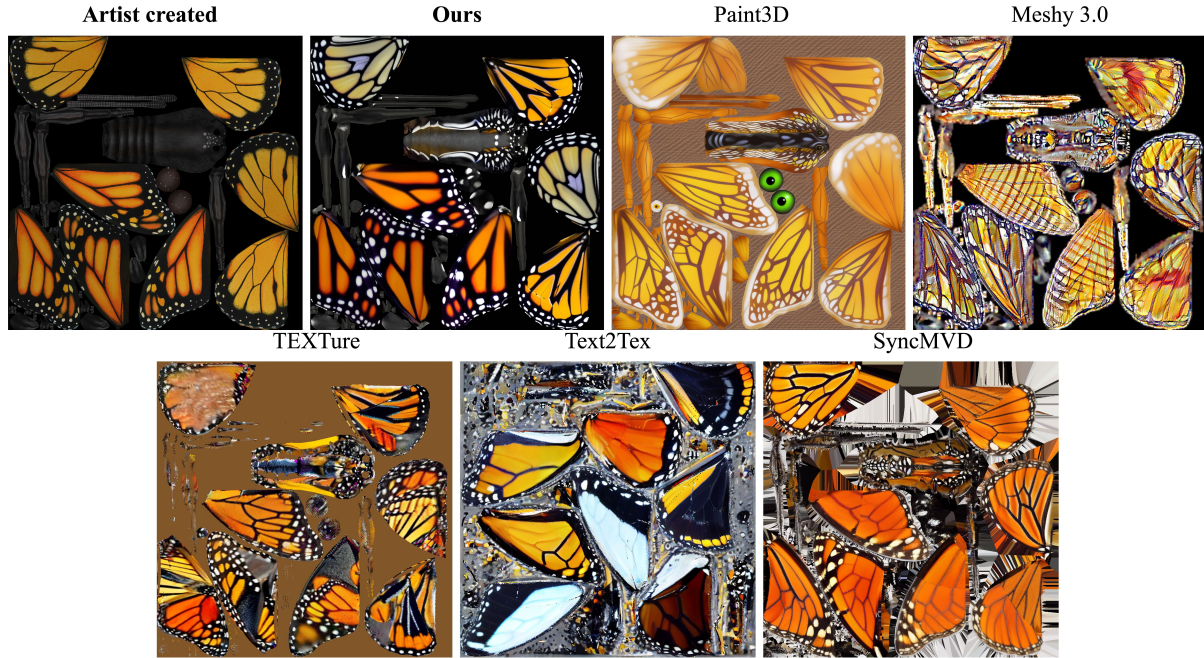 Artist created
Ours
Paint3D
Meshy 3.0
TEXTure
Text2Tex
SyncMVD